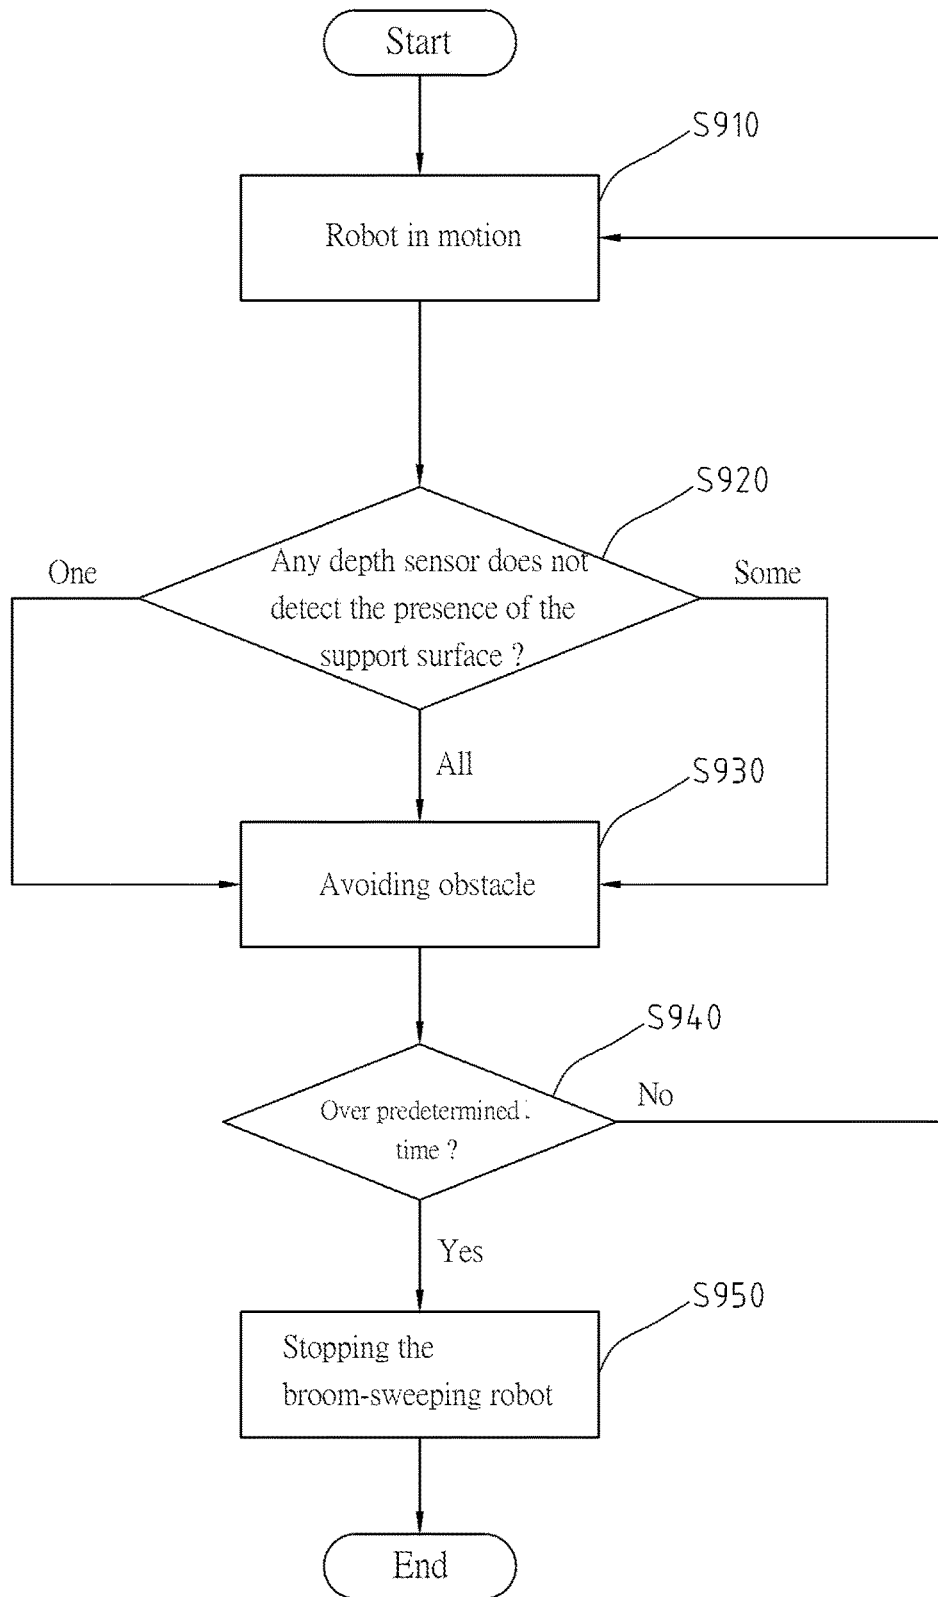 Start
S910
Robot in motion
S920
One
Some
Any depth sensor does not
detect the presence of the
support surface ?
All
S930
Avoiding obstacle
S940
No
Over predetermined
time ?
Yes
S950
Stopping the
broom-sweeping robot
End